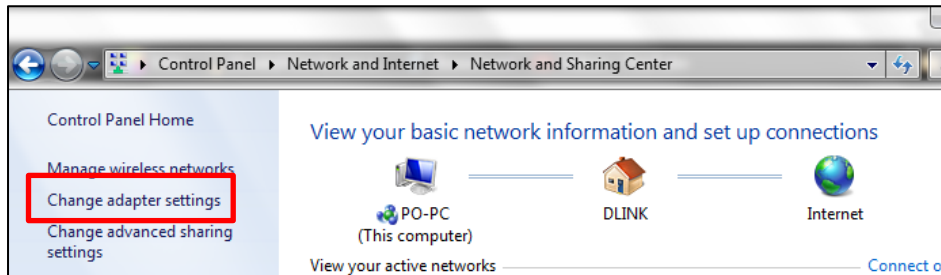 Control Panel ▸ Network and Internet ▸ Network and Sharing Center
Control Panel Home
Manage wireless networks
Change adapter settings
Change advanced sharing
settings
View your basic network information and set up connections
PO-PC
(This computer)
DLINK
Internet
View your active networks
Connect o